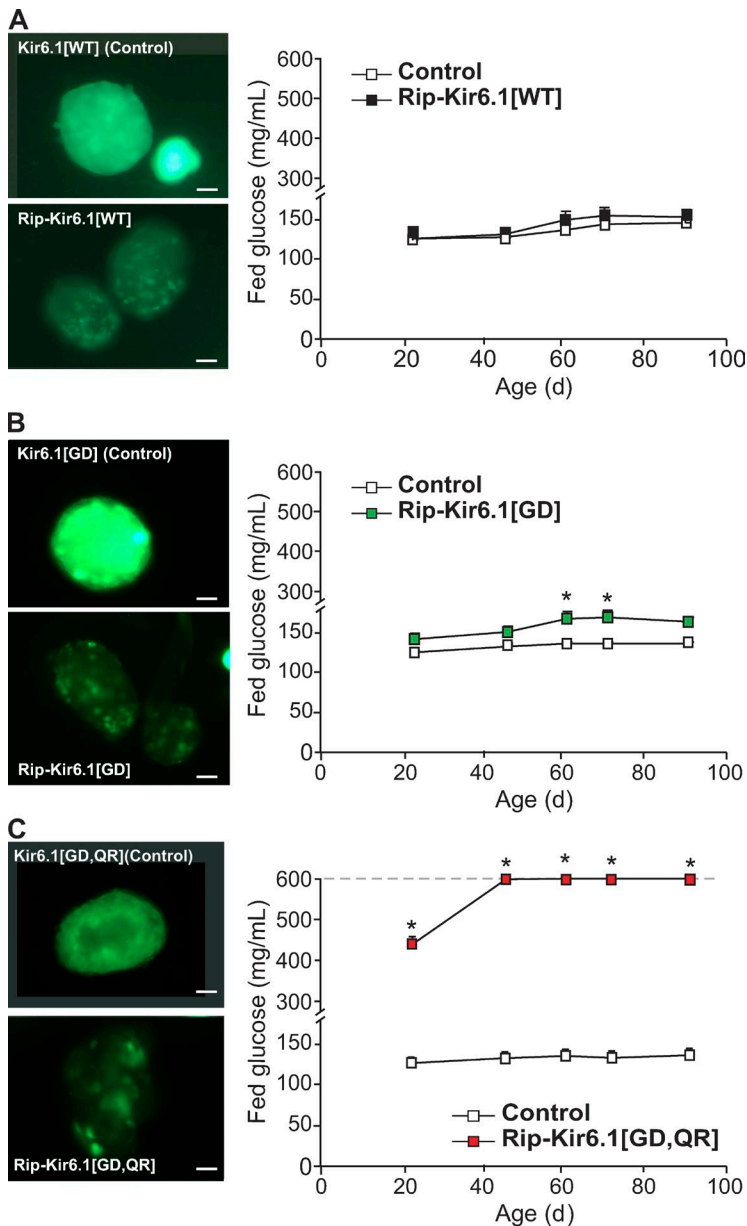 A
Kir6.1[WT] (Control)
Rip-Kir6.1[WT]
Fed glucose (mg/mL)
600
500
400
300
150
100
50
0
Control
Rip-Kir6.1[WT]
0 20 40 60 80 100
Age (d)
B
Kir6.1[GD] (Control)
Rip-Kir6.1[GD]
Fed glucose (mg/mL)
600
500
400
300
150
100
50
0
Control
Rip-Kir6.1[GD]
* *
0 20 40 60 80 100
Age (d)
C
Kir6.1[GD,QR](Control)
Rip-Kir6.1[GD,QR]
Fed glucose (mg/mL)
600
500
400
300
150
100
50
0
* * * * *
Control
Rip-Kir6.1[GD,QR]
0 20 40 60 80 100
Age (d)